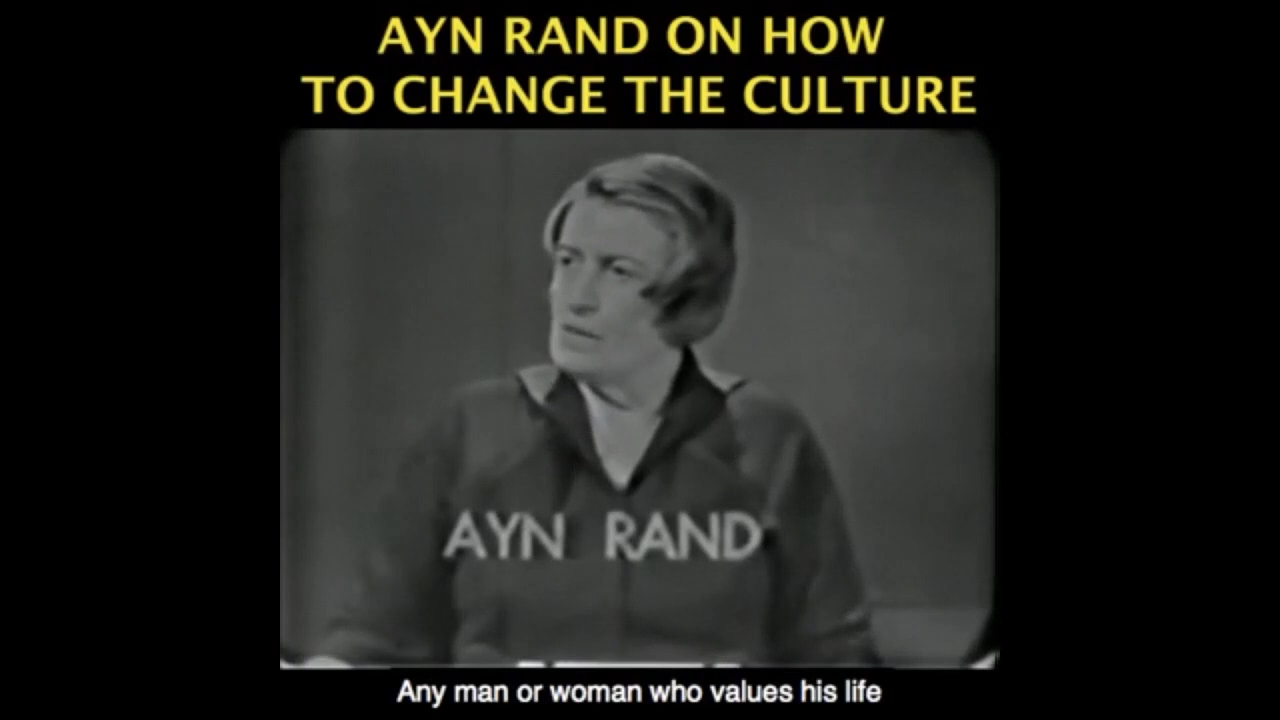 AYN RAND ON HOW
TO CHANGE THE CULTURE
AYN RAND
Any man or woman who values his life